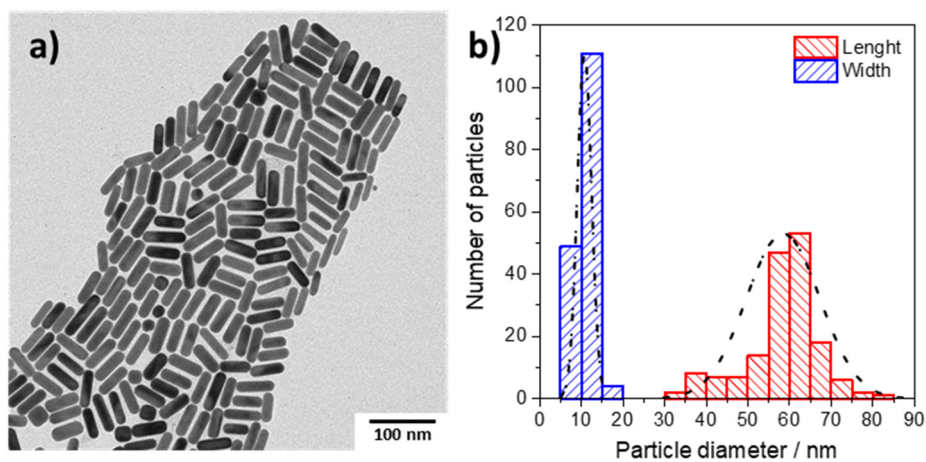 a)
100 nm
b)
Number of particles
120
100
80
60
40
20
0
Lenght
Width
0 10 20 30 40 50 60 70 80 90
Particle diameter / nm